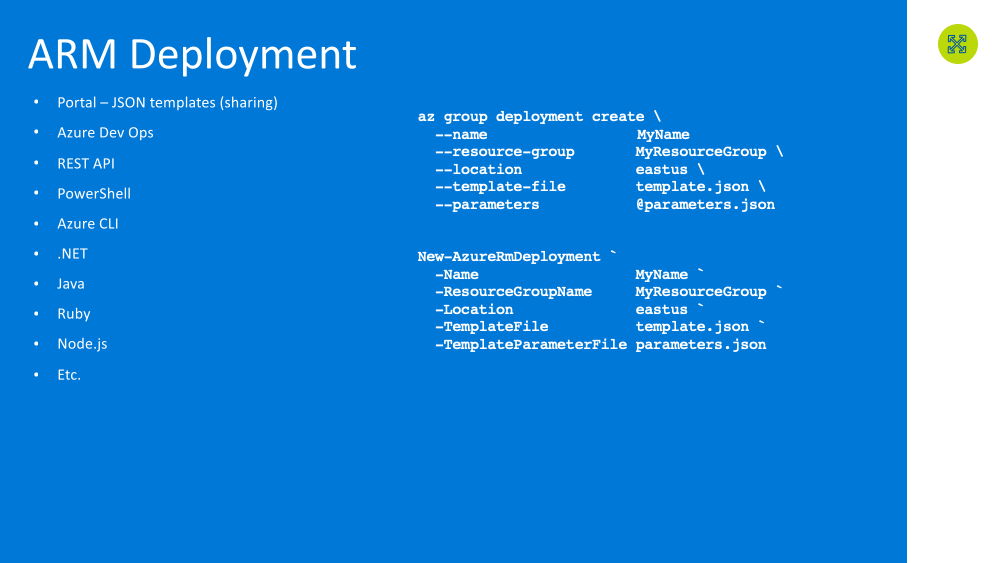 ARM Deployment
• Portal – JSON templates (sharing)
• Azure Dev Ops
• REST API
• PowerShell
• Azure CLI
• .NET
• Java
• Ruby
• Node.js
• Etc.
az group deployment create \
--name MyName
--resource-group MyResourceGroup \
--location eastus \
--template-file template.json \
--parameters @parameters.json
New-AzureRmDeployment `
-Name MyName `
-ResourceGroupName MyResourceGroup `
-Location eastus `
-TemplateFile template.json `
-TemplateParameterFile parameters.json